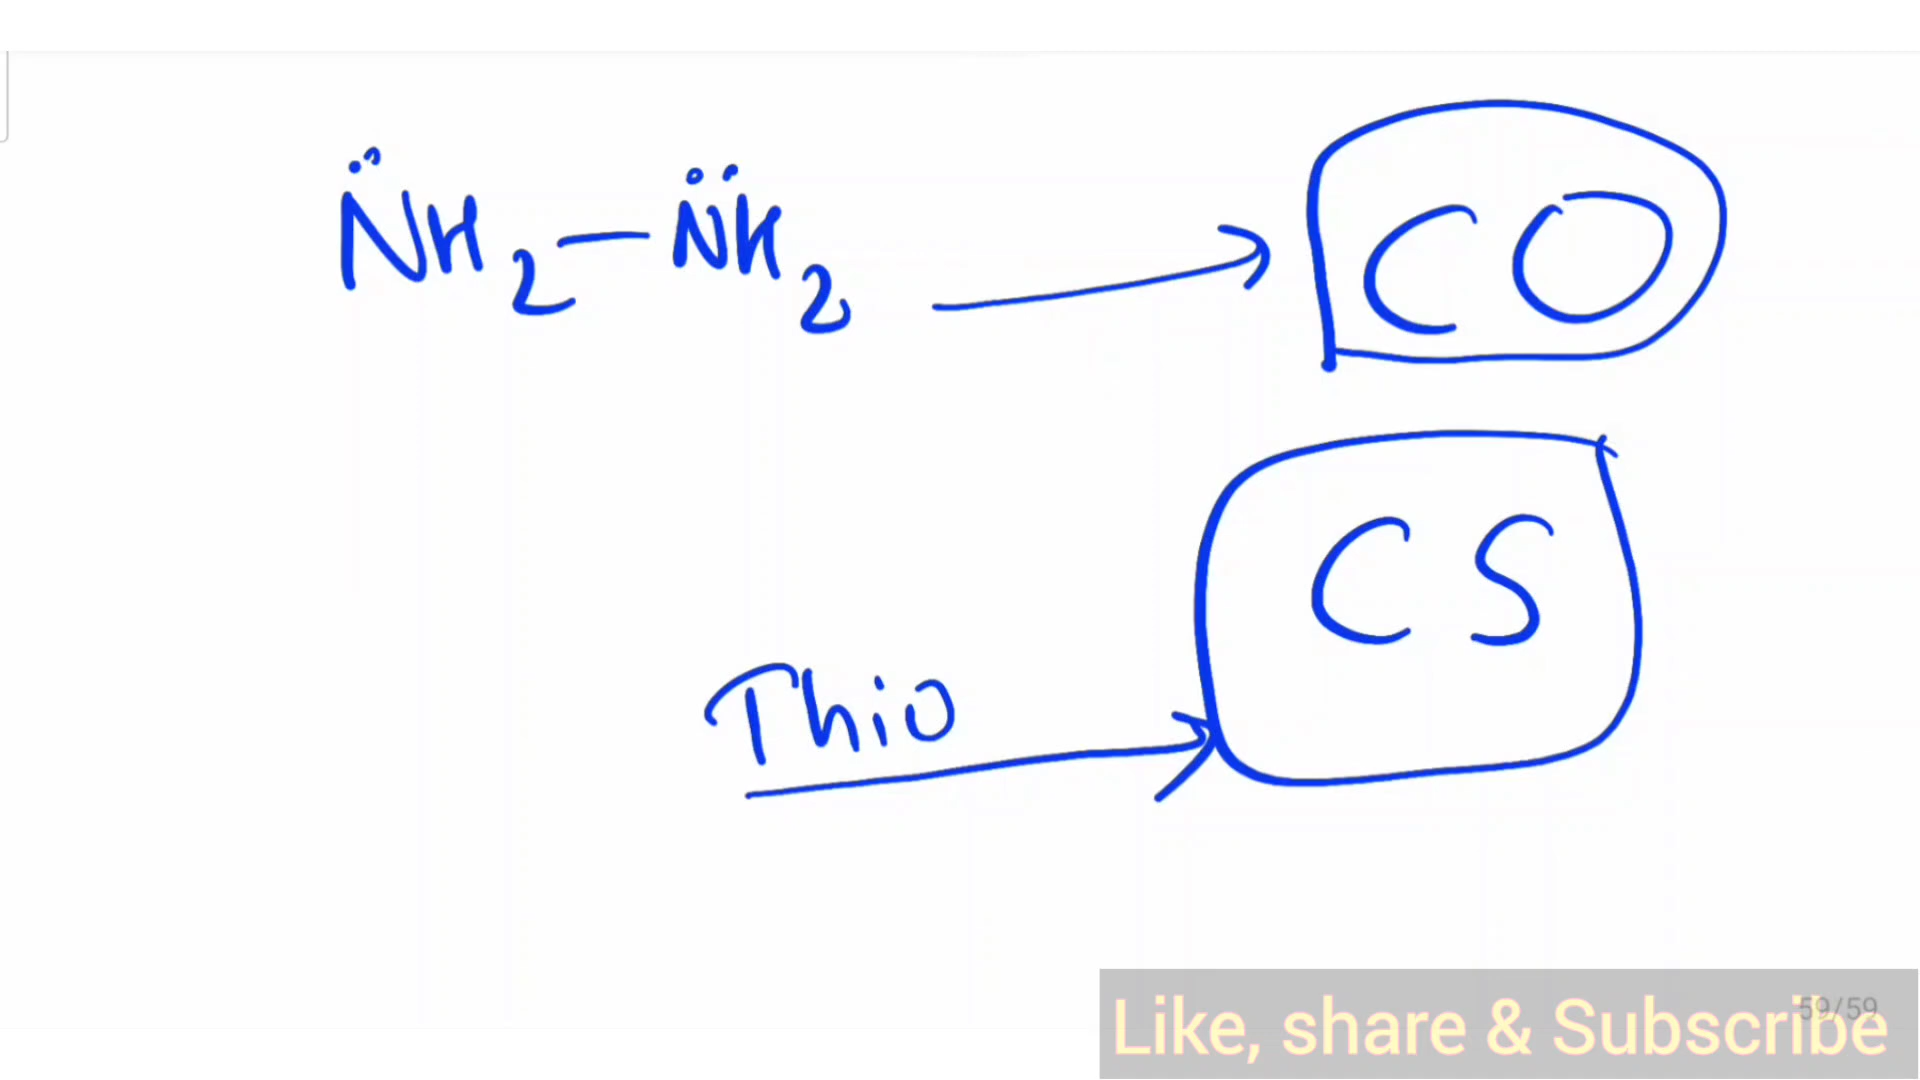 NH2—NH2 → CO
CS
Thio
59/59
Like, share & Subscribe